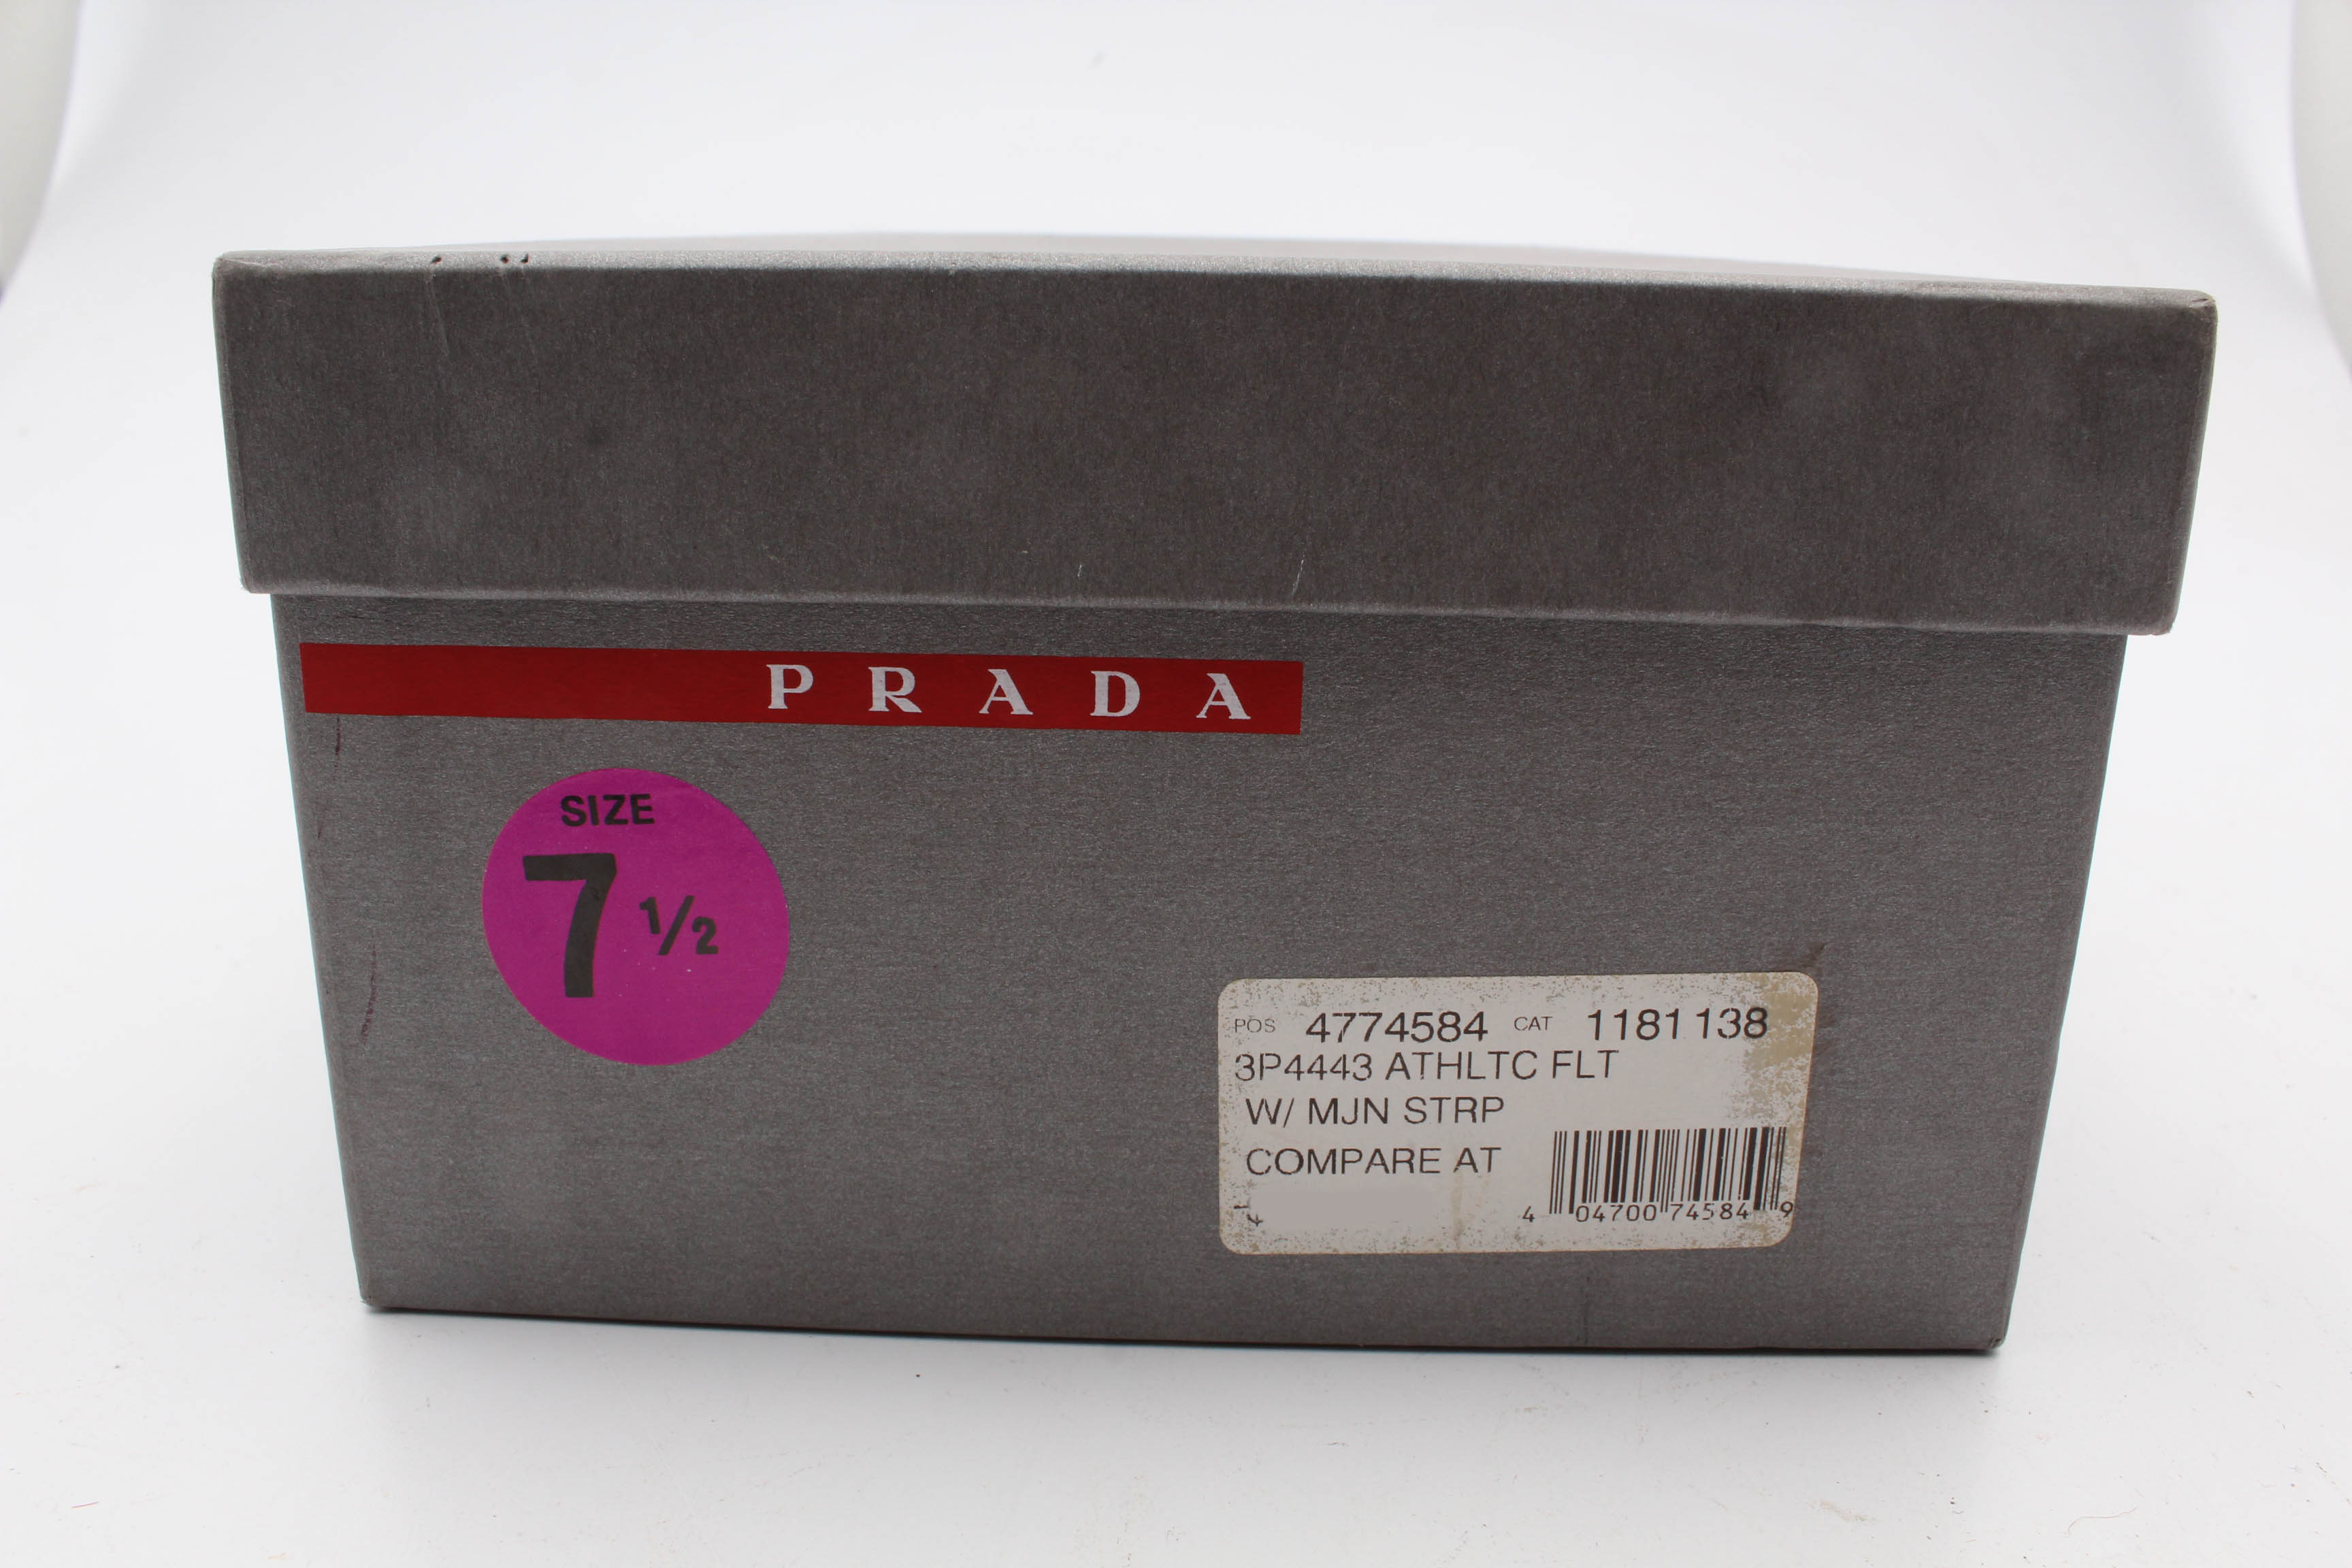 PRADA
SIZE
7 1/2
POS 4774584 CAT 1181138
3P4443 ATHLTC FLT
W/ MJN STRP
COMPARE AT
4 04700 74584 9